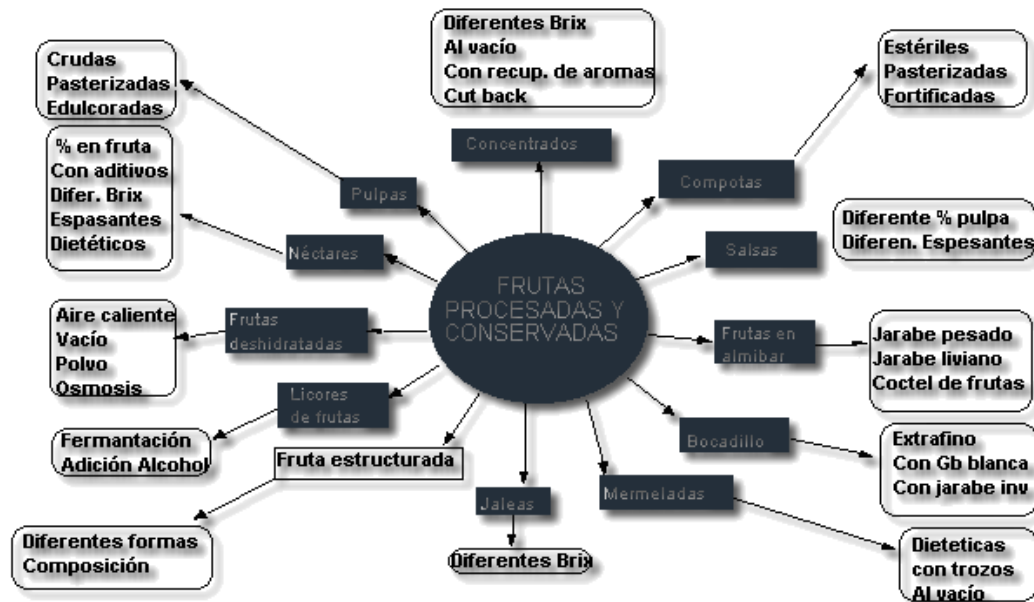 Diferentes Brix
Al vacío
Con recup. de aromas
Cut back
Crudas
Pasterizadas
Edulcoradas
Estériles
Pasterizadas
Fortificadas
Concentrados
% en fruta
Con aditivos
Difer. Brix
Espasantes
Dietéticos
Pulpas
Compotas
Diferente % pulpa
Diferen. Espesantes
Néctares
Salsas
FRUTAS
PROCESADAS Y
CONSERVADAS
Aire caliente
Vacío
Polvo
Osmosis
Frutas
deshidratadas
Frutas en
almibar
Jarabe pesado
Jarabe liviano
Coctel de frutas
Licores
de frutas
Fermantación
Adición Alcohol
Bocadillo
Extrafino
Con Gb blanca
Con jarabe inv
Fruta estructurada
Jaleas
Mermeladas
Diferentes formas
Composición
Diferentes Brix
Dieteticas
con trozos
Al vacío